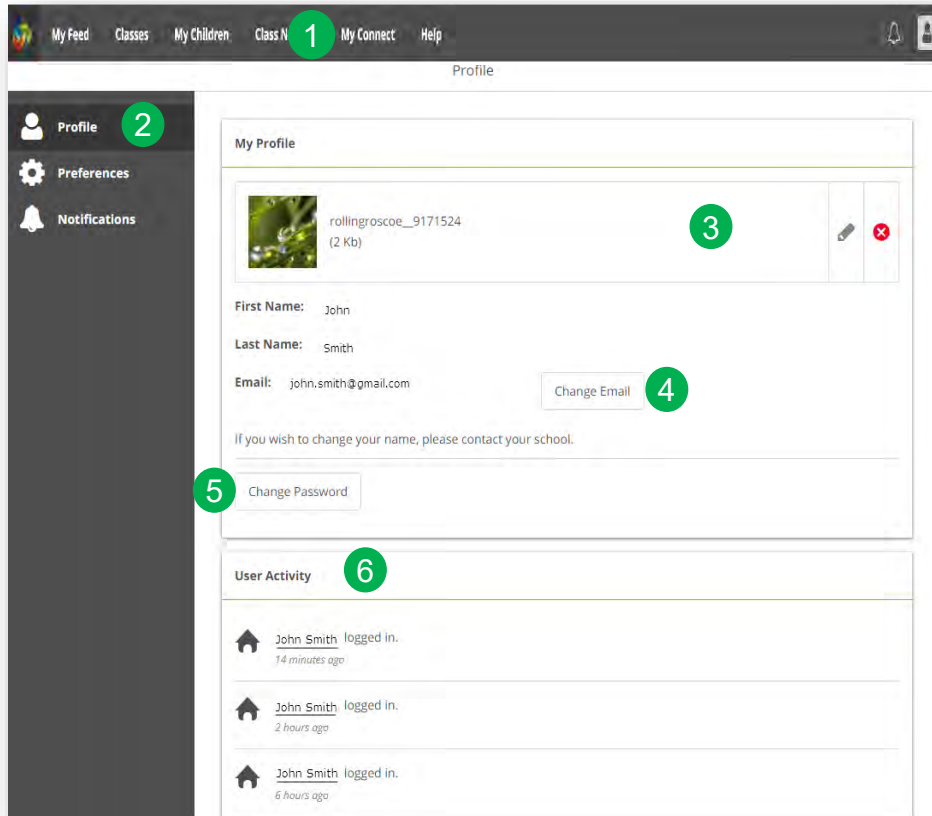 My Feed Classes My Children Class N 1 My Connect Help
Profile
Profile 2
Preferences
Notifications
My Profile
rollingroscoe__9171524
(2 Kb)
3
First Name: John
Last Name: Smith
Email: john.smith@gmail.com Change Email 4
If you wish to change your name, please contact your school.
5 Change Password
User Activity 6
John Smith logged in.
14 minutes ago
John Smith logged in.
2 hours ago
John Smith logged in.
6 hours ago